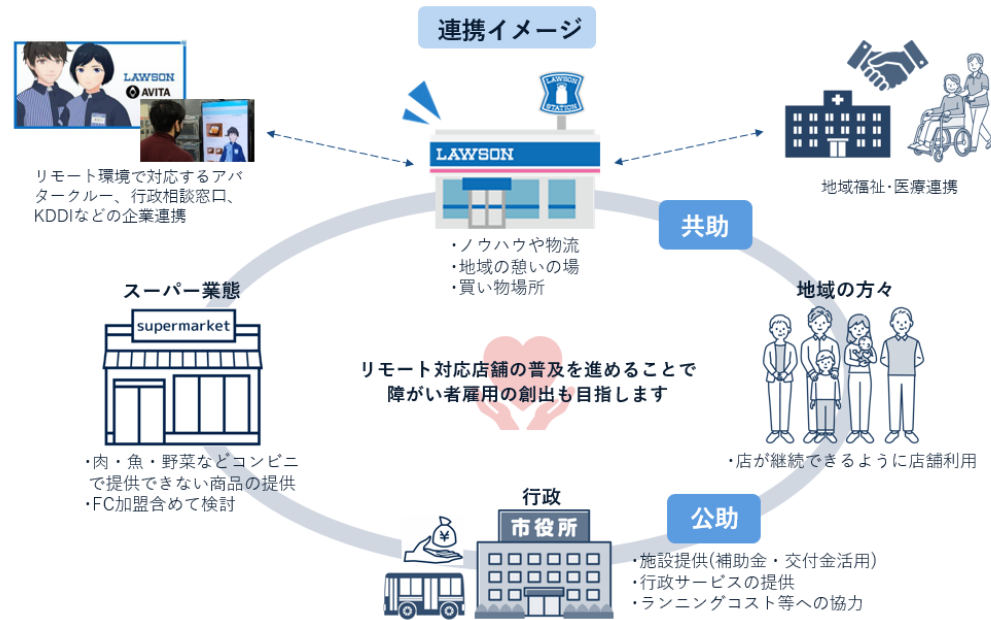 連携イメージ
LAWSON
AVITA
LAWSON
STATION
LAWSON
リモート環境で対応するアバ
タークルー、行政相談窓口、
KDDIなどの企業連携
地域福祉・医療連携
共助
・ノウハウや物流
・地域の憩いの場
・買い物場所
スーパー業態
supermarket
地域の方々
リモート対応店舗の普及を進めることで
障がい者雇用の創出も目指します
・肉・魚・野菜などコンビニ
で提供できない商品の提供
・FC加盟含めて検討
・店が継続できるように店舗利用
行政
市役所
¥
公助
・施設提供(補助金・交付金活用)
・行政サービスの提供
・ランニングコスト等への協力